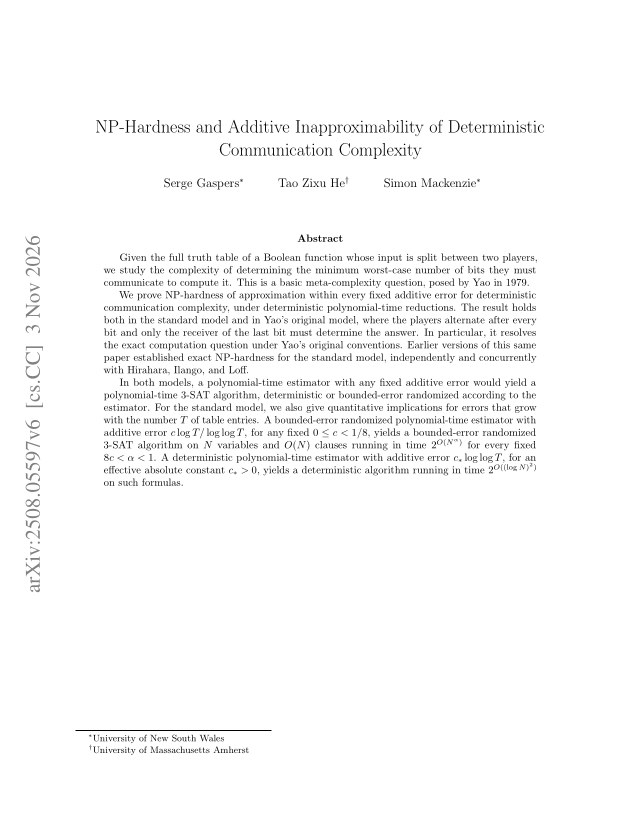 NP-Hardness and Additive Inapproximability of Deterministic
Communication Complexity
Serge Gaspers* Tao Zixu He† Simon Mackenzie*
Abstract
Given the full truth table of a Boolean function whose input is split between two players,
we study the complexity of determining the minimum worst-case number of bits they must
communicate to compute it. This is a basic meta-complexity question, posed by Yao in 1979.
We prove NP-hardness of approximation within every fixed additive error for deterministic
communication complexity, under deterministic polynomial-time reductions. The result holds
both in the standard model and in Yao's original model, where the players alternate after every
bit and only the receiver of the last bit must determine the answer. In particular, it resolves
the exact computation question under Yao's original conventions. Earlier versions of this same
paper established exact NP-hardness for the standard model, independently and concurrently
with Hirahara, Ilango, and Loff.
In both models, a polynomial-time estimator with any fixed additive error would yield a
polynomial-time 3-SAT algorithm, deterministic or bounded-error randomized according to the
estimator. For the standard model, we also give quantitative implications for errors that grow
with the number T of table entries. A bounded-error randomized polynomial-time estimator with
additive error c log T/ log log T, for any fixed 0 ≤ c < 1/8, yields a bounded-error randomized
3-SAT algorithm on N variables and O(N) clauses running in time 2^{O(N^α)} for every fixed
8c < α < 1. A deterministic polynomial-time estimator with additive error c_* log log T, for an
effective absolute constant c_* > 0, yields a deterministic algorithm running in time 2^{O((log N)^2)}
on such formulas.
*University of New South Wales
†University of Massachusetts Amherst
arXiv:2508.05597v6 [cs.CC] 3 Nov 2026